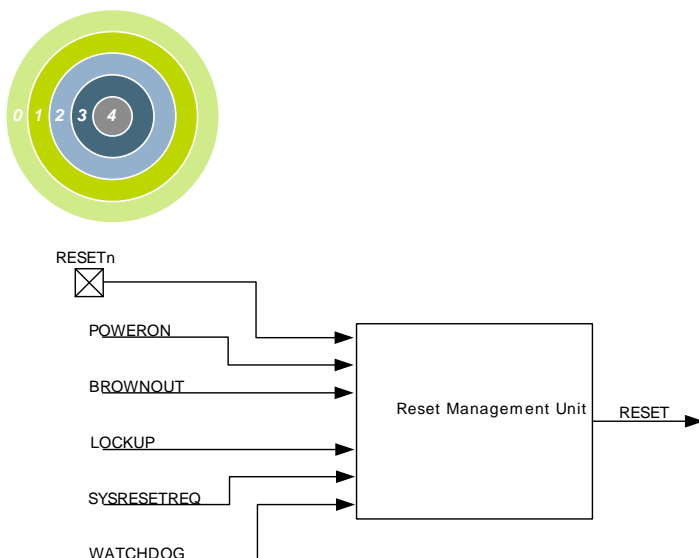 0 1 2 3 4
RESETn
POWERON
BROWNOUT
Reset Management Unit
RESET
LOCKUP
SYSRESETREQ
WATCHDOG